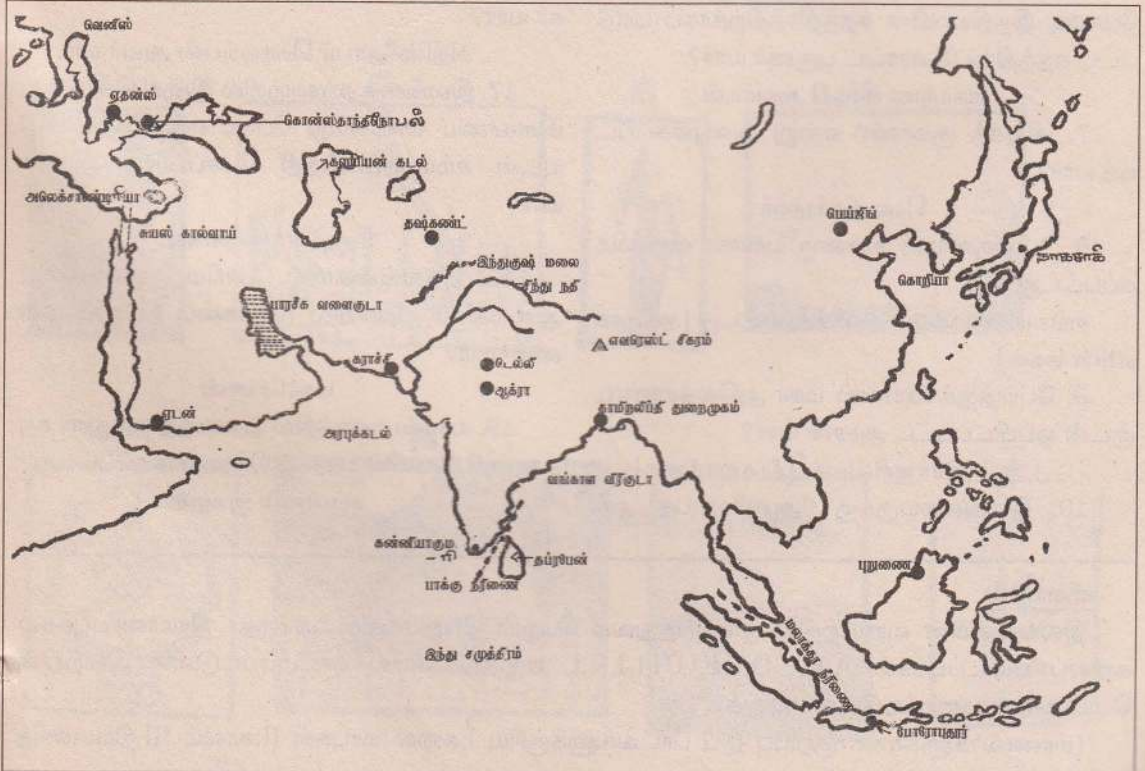 வெனீஸ்
ஏதன்ஸ்
கொன்ஸ்தாந்திநோபல்
கஸ்பியன் கடல்
அலெக்சாண்டிரியா
சுயஸ் கால்வாய்
தஷ்கண்ட்
இந்துகுஷ் மலை
சிந்து நதி
பாரசீக வளைகுடா
கராச்சி
டேல்லி
ஆக்ரா
எவரெஸ்ட் சிகரம்
பெய்ஜிங்
கொரியா
நாகசாகி
ஏடன்
அரபுக்கடல்
தாமிரலிப்தி துறைமுகம்
வங்காள விரிகுடா
கன்னியாகும
ரி
பாக்கு நீரிணை
தப்ரபேன்
புறுணை
இந்து சமுத்திரம்
மலாக்கு நீரிணை
போரோபுதூர்